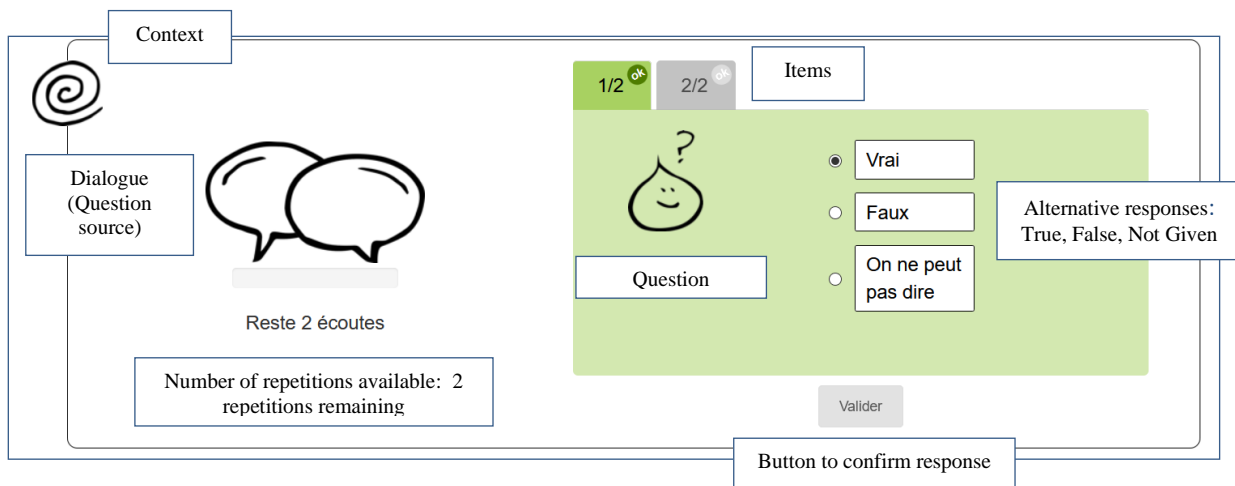 Context
1/2 ok
2/2 ok
Items
Dialogue
(Question
source)
?
Vrai
Faux
On ne peut
pas dire
Alternative responses:
True, False, Not Given
Question
Reste 2 écoutes
Number of repetitions available: 2
repetitions remaining
Valider
Button to confirm response